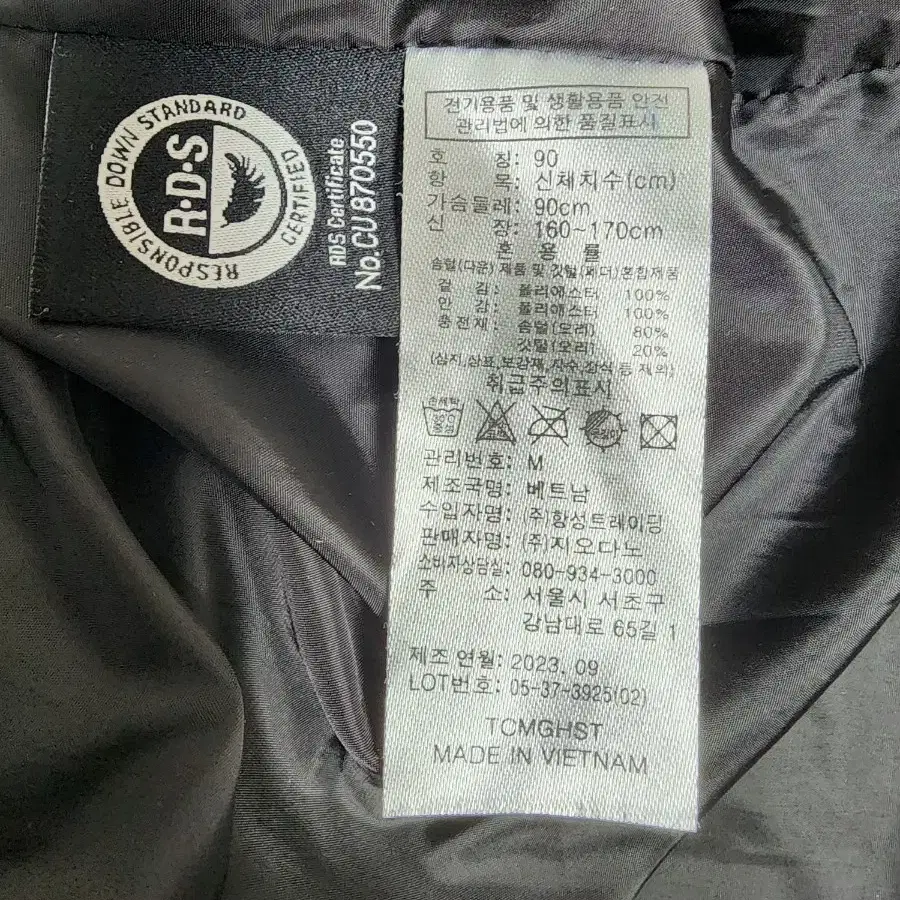 RESPONSIBLE DOWN STANDARD
R·D·S
CERTIFIED
RDS Certificate
No.CU870550
전기용품 및 생활용품 안전
관리법에 의한 품질표시
호 칭: 90
항 목: 신체치수(cm)
가슴둘레: 90cm
신 장: 160~170cm
혼 용 률
솜털(다운) 제품 및 깃털(페더)혼합제품
겉 감: 폴리에스터 100%
안 감: 폴리에스터 100%
충전재: 솜털(오리) 80%
깃털(오리) 20%
(심지,상표,보강재,자수,장식 등 제외)
취급주의표시
손세탁
관리번호: M
제조국명: 베트남
수입자명: (주)항성트레이딩
판매자명: (주)지오다노
소비자상담실: 080-934-3000
주 소: 서울시 서초구
강남대로 65길 1
제조연월: 2023. 09
LOT번호: 05-37-3925(02)
TCMGHST
MADE IN VIETNAM